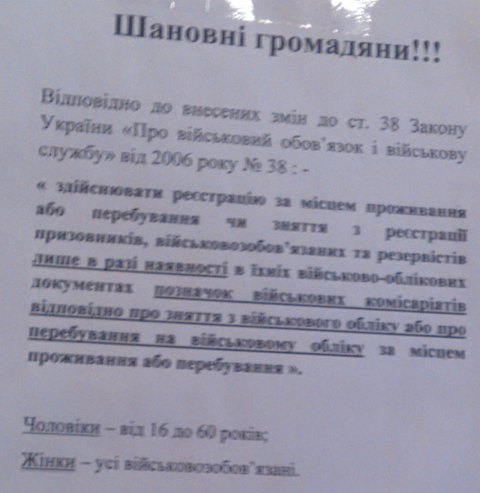 Шановні громадяни!!!
Відповідно до внесених змін до ст. 38 Закону
України «Про військовий обов’язок і військову
службу» від 2006 року № 38 : -
« здійснювати реєстрацію за місцем проживання
або перебування чи зняття з реєстрації
призовників, військовозобов’язаних та резервістів
лише в разі наявності в їхніх військово-облікових
документах позначок військових комісаріатів
відповідно про зняття з військового обліку або про
перебування на військовому обліку за місцем
проживання або перебування ».
Чоловіки – від 16 до 60 років;
Жінки – усі військовозобов’язані.